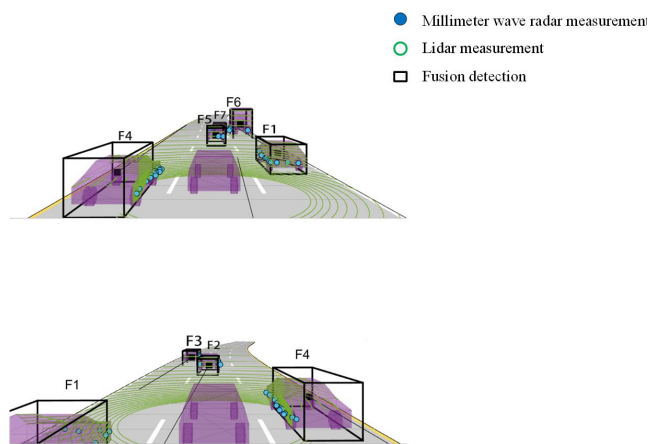 Millimeter wave radar measurement
Lidar measurement
Fusion detection
F6
F5 F7
F4
F1
F3 F2
F4
F1